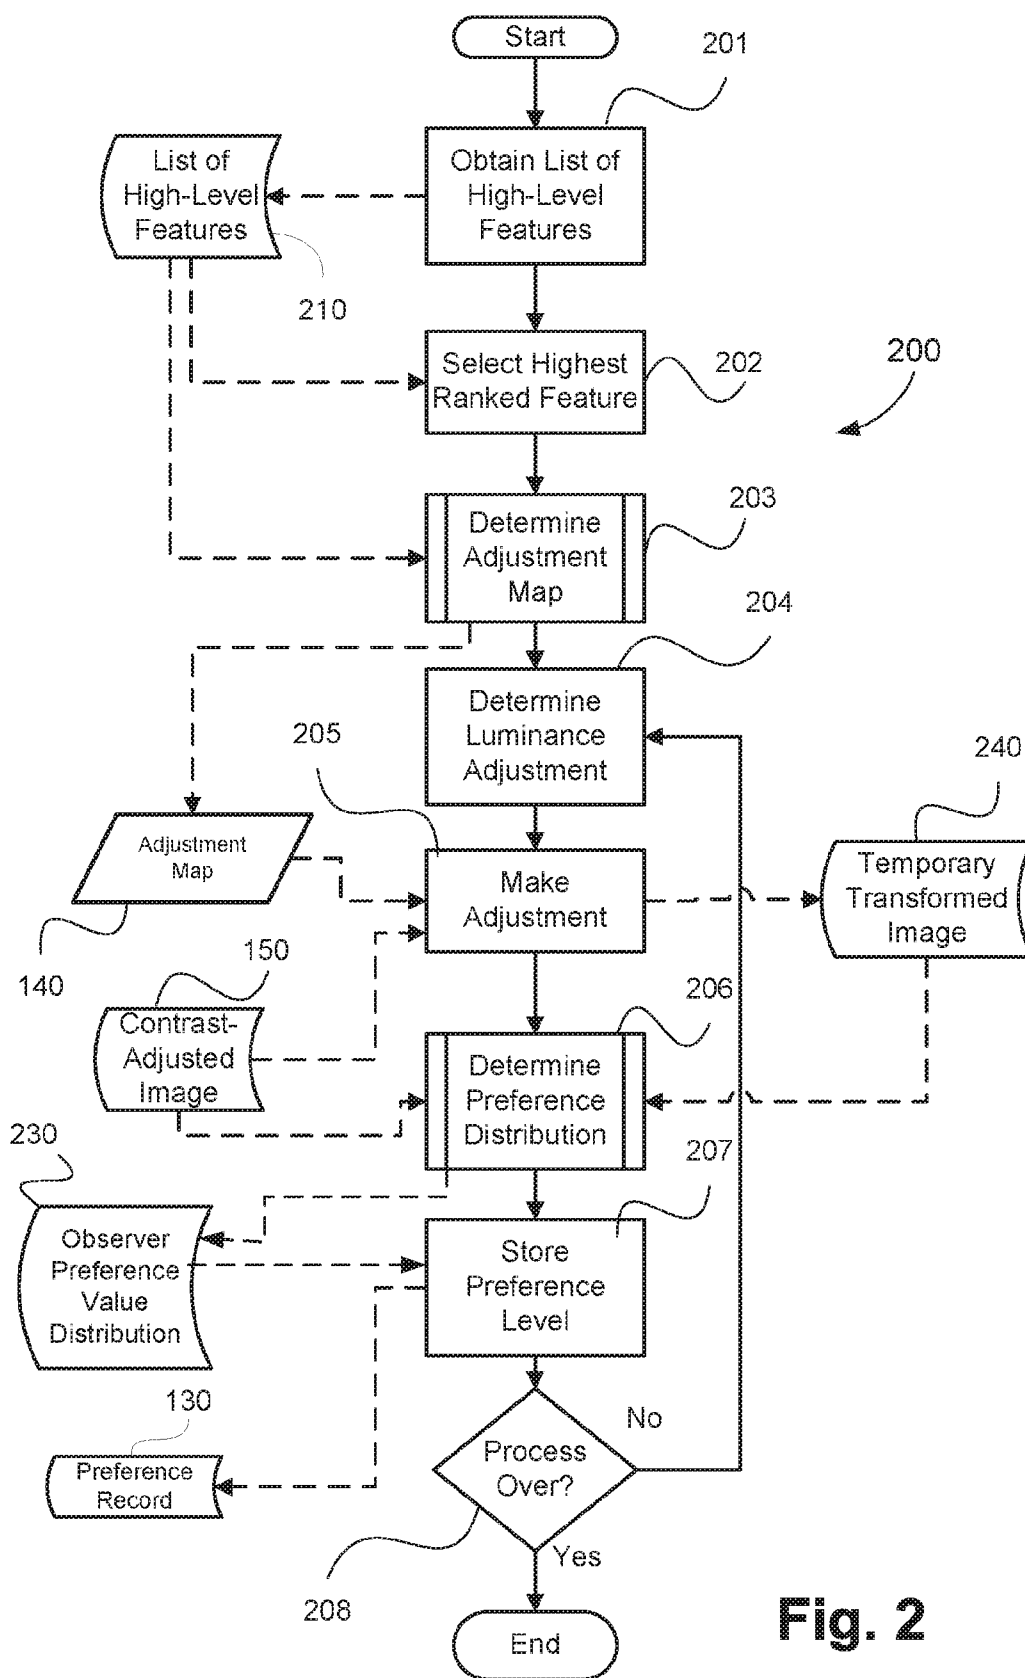 Start
201
Obtain List of
High-Level
Features
List of
High-Level
Features
210
Select Highest
Ranked Feature
202
200
Determine
Adjustment
Map
203
204
Determine
Luminance
Adjustment
205
240
Adjustment
Map
140
Make
Adjustment
Temporary
Transformed
Image
150
Contrast-
Adjusted
Image
206
Determine
Preference
Distribution
207
230
Observer
Preference
Value
Distribution
Store
Preference
Level
130
Preference
Record
Process
Over?
No
Yes
208
End
Fig. 2